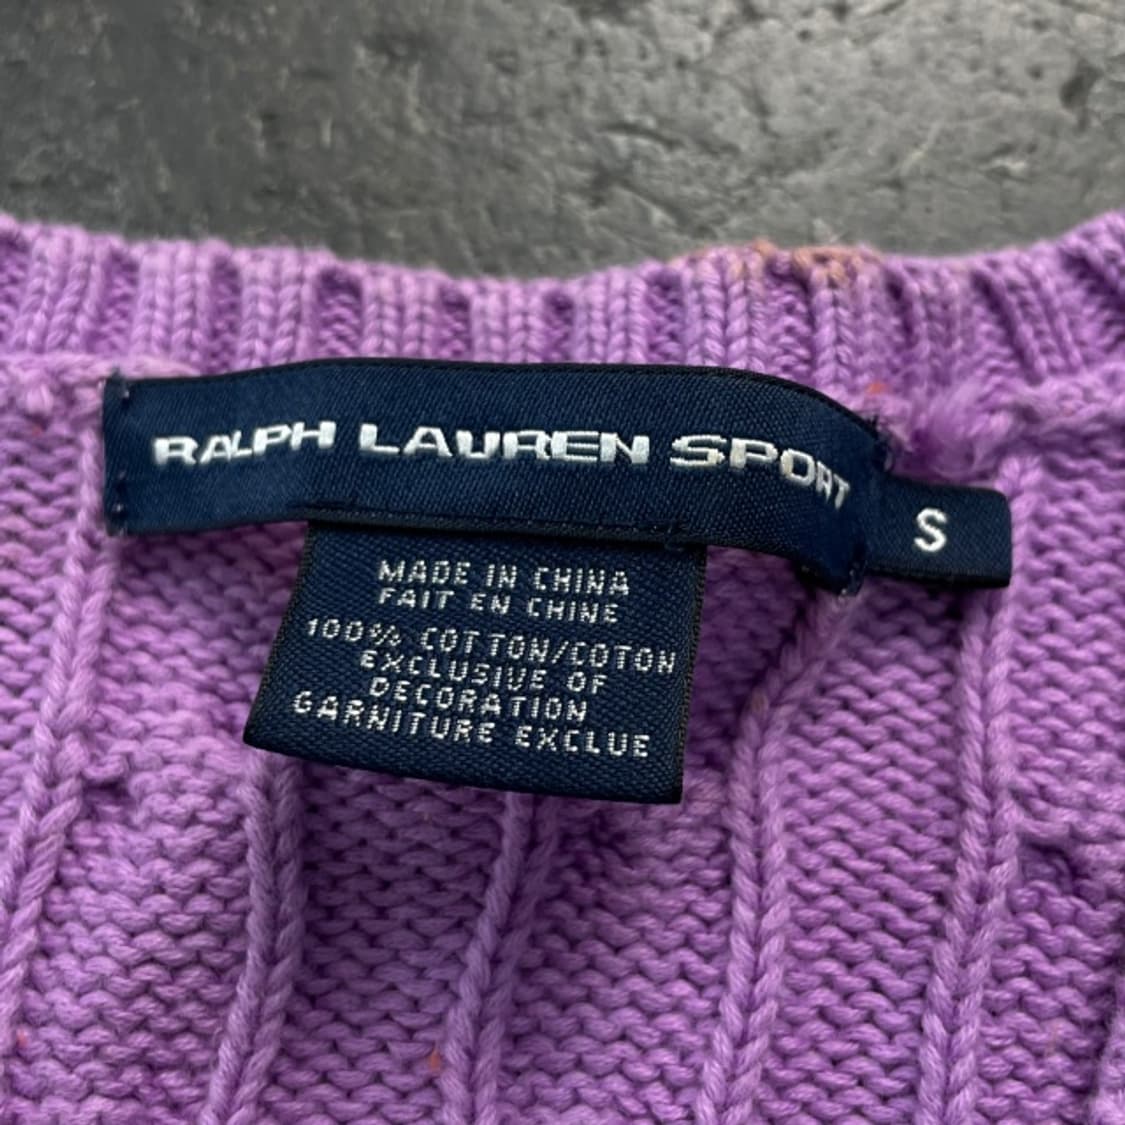 RALPH LAUREN SPORT
S
MADE IN CHINA
FAIT EN CHINE
100% COTTON/COTON
EXCLUSIVE OF
DECORATION
GARNITURE EXCLUE